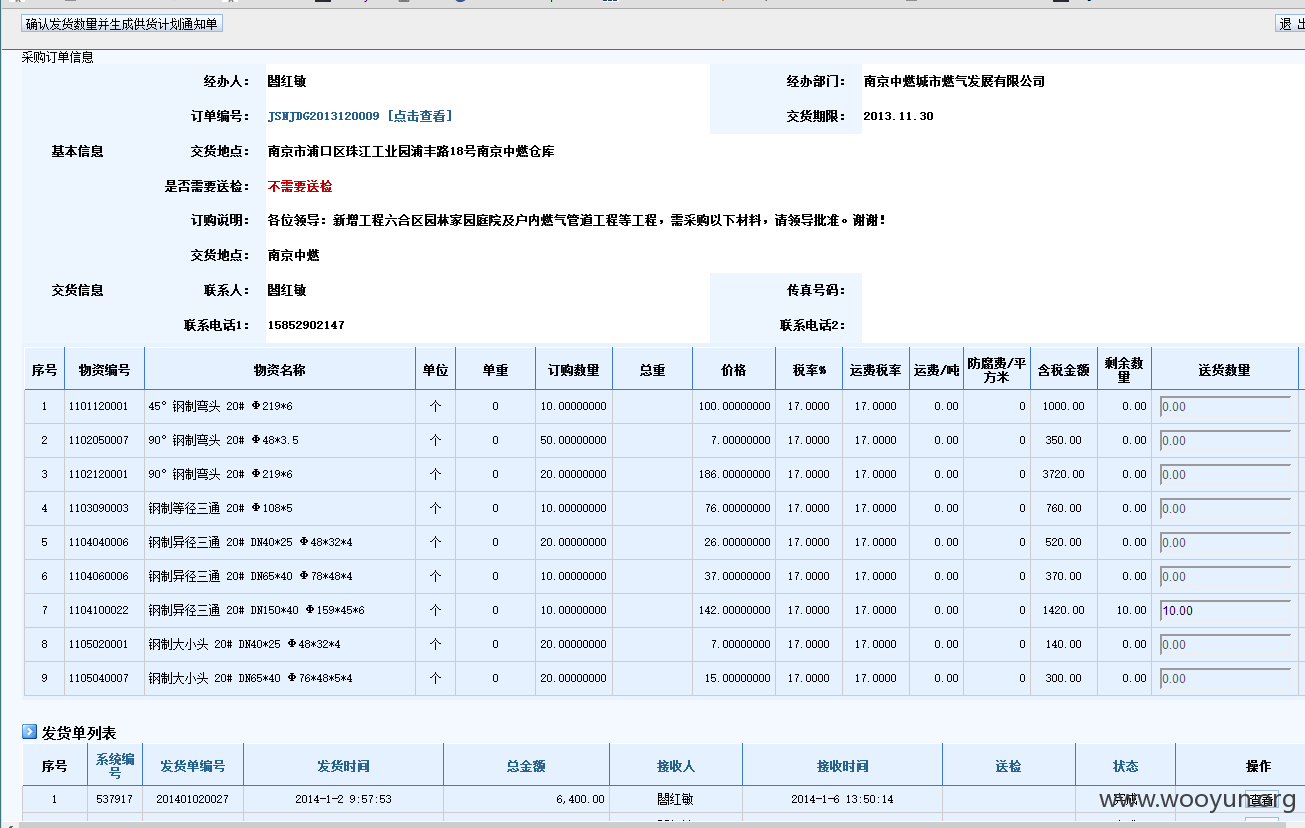 确认发货数量并生成供货计划通知单 退 出
采购订单信息
经办人： 閻红敏 经办部门： 南京中燃城市燃气发展有限公司
订单编号： JSNJDG2013120009 [点击查看] 交货期限： 2013.11.30
基本信息 交货地点： 南京市浦口区珠江工业园浦丰路18号南京中燃仓库
是否需要送检： 不需要送检
订购说明： 各位领导：新增工程六合区园林家园庭院及户内燃气管道工程等工程，需采购以下材料，请领导批准。谢谢！
交货地点： 南京中燃
交货信息 联系人： 閻红敏 传真号码：
联系电话1： 15852902147 联系电话2：
序号 物资编号 物资名称 单位 单重 订购数量 总重 价格 税率% 运费税率 运费/吨 防腐费/平方米 含税金额 剩余数量 送货数量
1 1101120001 45° 钢制弯头 20# Φ219*6 个 0 10.00000000 100.00000000 17.0000 17.0000 0.00 0 1000.00 0.00 0.00
2 1102050007 90° 钢制弯头 20# Φ48*3.5 个 0 50.00000000 7.00000000 17.0000 17.0000 0.00 0 350.00 0.00 0.00
3 1102120001 90° 钢制弯头 20# Φ219*6 个 0 20.00000000 186.00000000 17.0000 17.0000 0.00 0 3720.00 0.00 0.00
4 1103090003 钢制等径三通 20# Φ108*5 个 0 10.00000000 76.00000000 17.0000 17.0000 0.00 0 760.00 0.00 0.00
5 1104040006 钢制异径三通 20# DN40*25 Φ48*32*4 个 0 20.00000000 26.00000000 17.0000 17.0000 0.00 0 520.00 0.00 0.00
6 1104060006 钢制异径三通 20# DN65*40 Φ78*48*4 个 0 10.00000000 37.00000000 17.0000 17.0000 0.00 0 370.00 0.00 0.00
7 1104100022 钢制异径三通 20# DN150*40 Φ159*45*6 个 0 10.00000000 142.00000000 17.0000 17.0000 0.00 0 1420.00 10.00 10.00
8 1105020001 钢制大小头 20# DN40*25 Φ48*32*4 个 0 20.00000000 7.00000000 17.0000 17.0000 0.00 0 140.00 0.00 0.00
9 1105040007 钢制大小头 20# DN65*40 Φ76*48*5*4 个 0 20.00000000 15.00000000 17.0000 17.0000 0.00 0 300.00 0.00 0.00
发货单列表
序号 系统编号 发货单编号 发货时间 总金额 接收人 接收时间 送检 状态 操作
1 537917 201401020027 2014-1-2 9:57:53 6,400.00 閻红敏 2014-1-6 13:50:14 完成 查看
www.wooyun.org